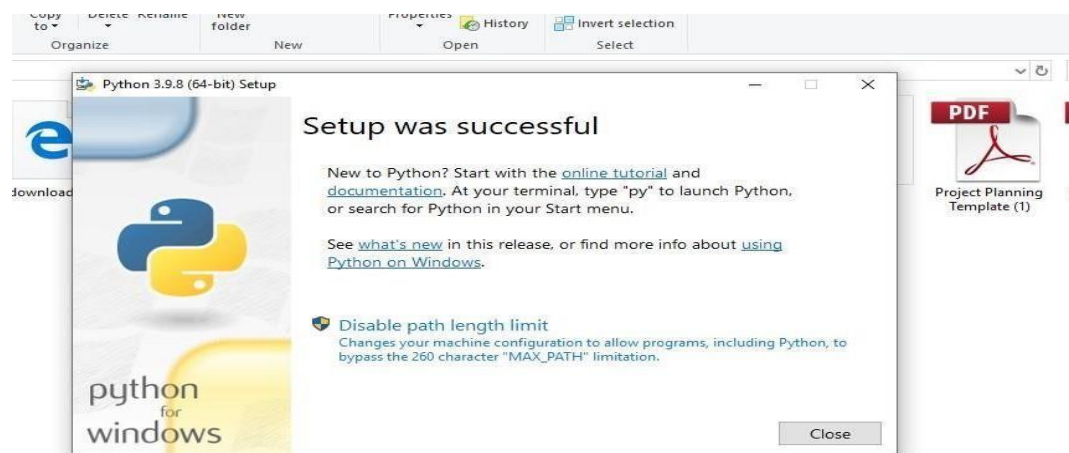 Copy
to
Delete Rename
New
folder
Properties
History
Invert selection
Organize
New
Open
Select
Python 3.9.8 (64-bit) Setup
Setup was successful
New to Python? Start with the online tutorial and
documentation. At your terminal, type "py" to launch Python,
or search for Python in your Start menu.
See what's new in this release, or find more info about using
Python on Windows.
Disable path length limit
Changes your machine configuration to allow programs, including Python, to
bypass the 260 character "MAX_PATH" limitation.
python
for
windows
Close
download
PDF
Project Planning
Template (1)